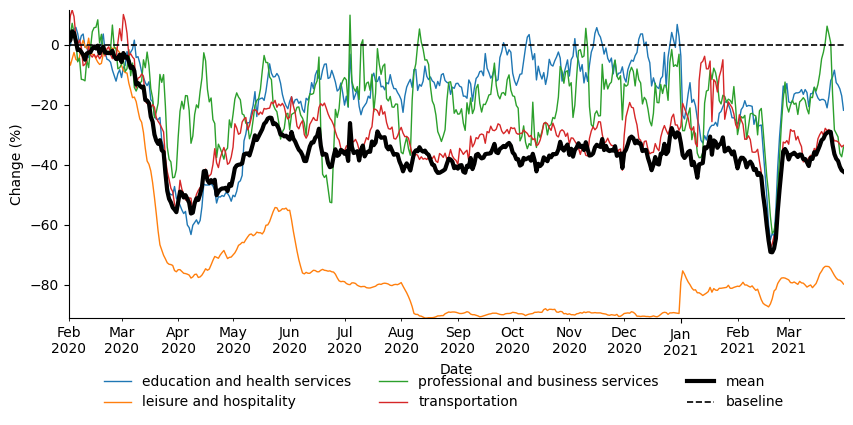 Change (%)
0
−20
−40
−60
−80
Feb Mar Apr May Jun Jul Aug Sep Oct Nov Dec Jan Feb Mar
2020 2020 2020 2020 2020 2020 2020 2020 2020 2020 2020 2021 2021 2021
Date
education and health services professional and business services mean
leisure and hospitality transportation baseline